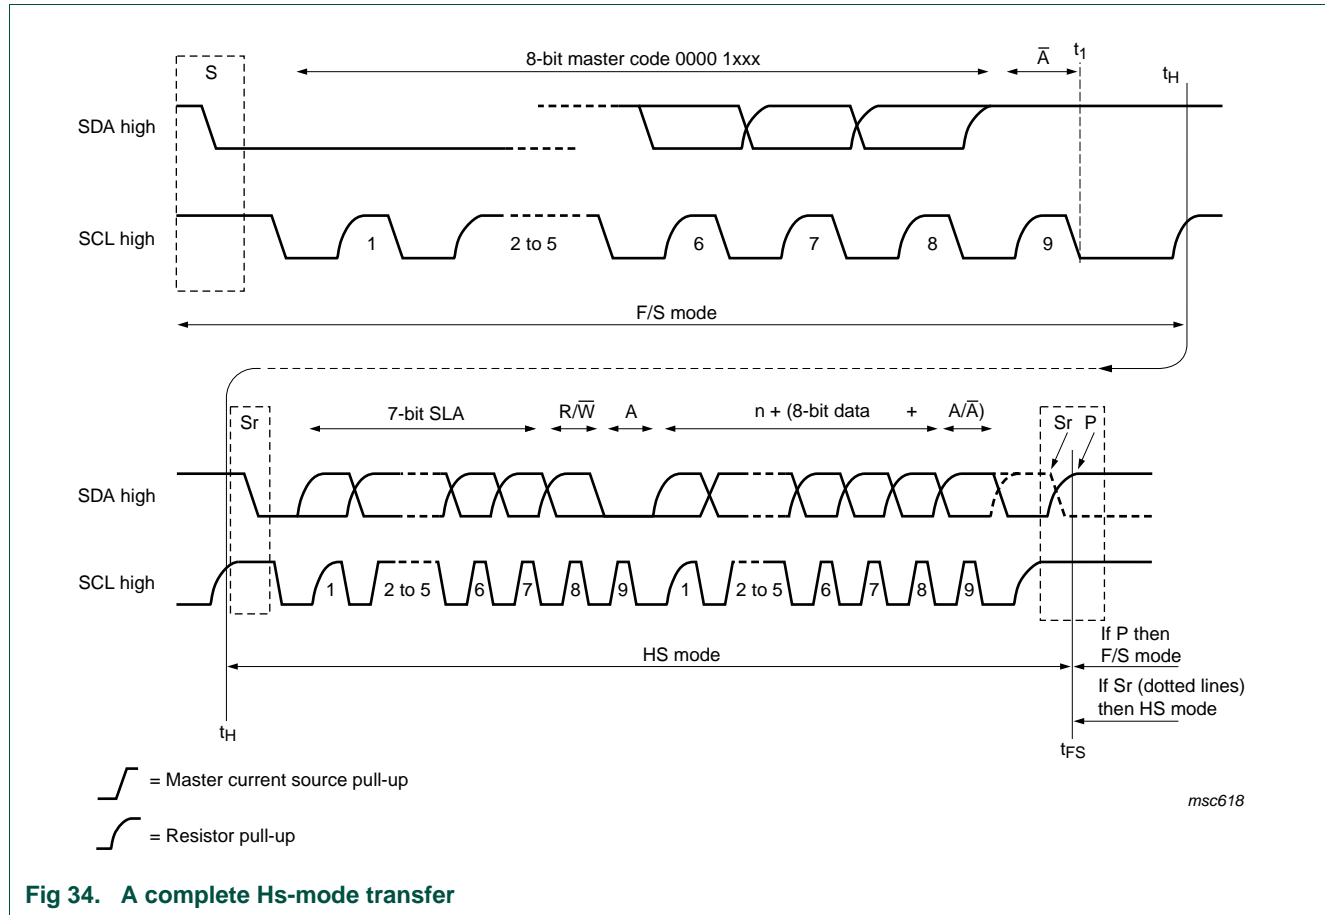 8-bit master code 0000 1xxx
A̅
t1
S
tH
SDA high
SCL high
1
2 to 5
6
7
8
9
F/S mode
Sr
7-bit SLA
R/W̅
A
n + (8-bit data
+
A/A̅)
Sr
P
SDA high
SCL high
1
2 to 5
6
7
8
9
1
2 to 5
6
7
8
9
HS mode
If P then
F/S mode
If Sr (dotted lines)
then HS mode
tH
tFS
= Master current source pull-up
msc618
= Resistor pull-up
Fig 34. A complete Hs-mode transfer